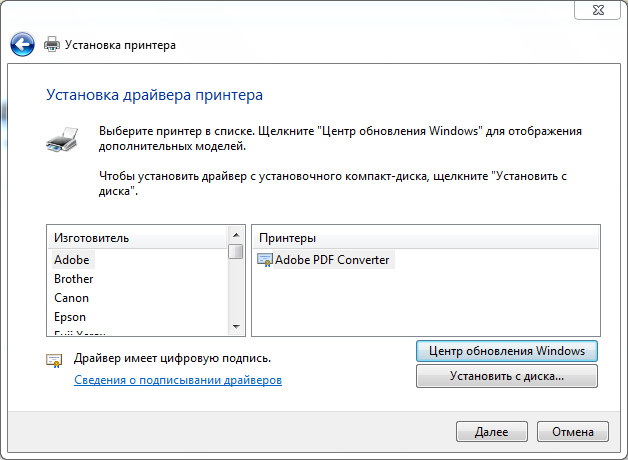 Установка принтера
Установка драйвера принтера
Выберите принтер в списке. Щелкните "Центр обновления Windows" для отображения
дополнительных моделей.
Чтобы установить драйвер с установочного компакт-диска, щелкните "Установить с
диска".
Изготовитель
Adobe
Brother
Canon
Epson
Fuji Xerox
Принтеры
Adobe PDF Converter
Драйвер имеет цифровую подпись.
Сведения о подписывании драйверов
Центр обновления Windows
Установить с диска...
Далее
Отмена